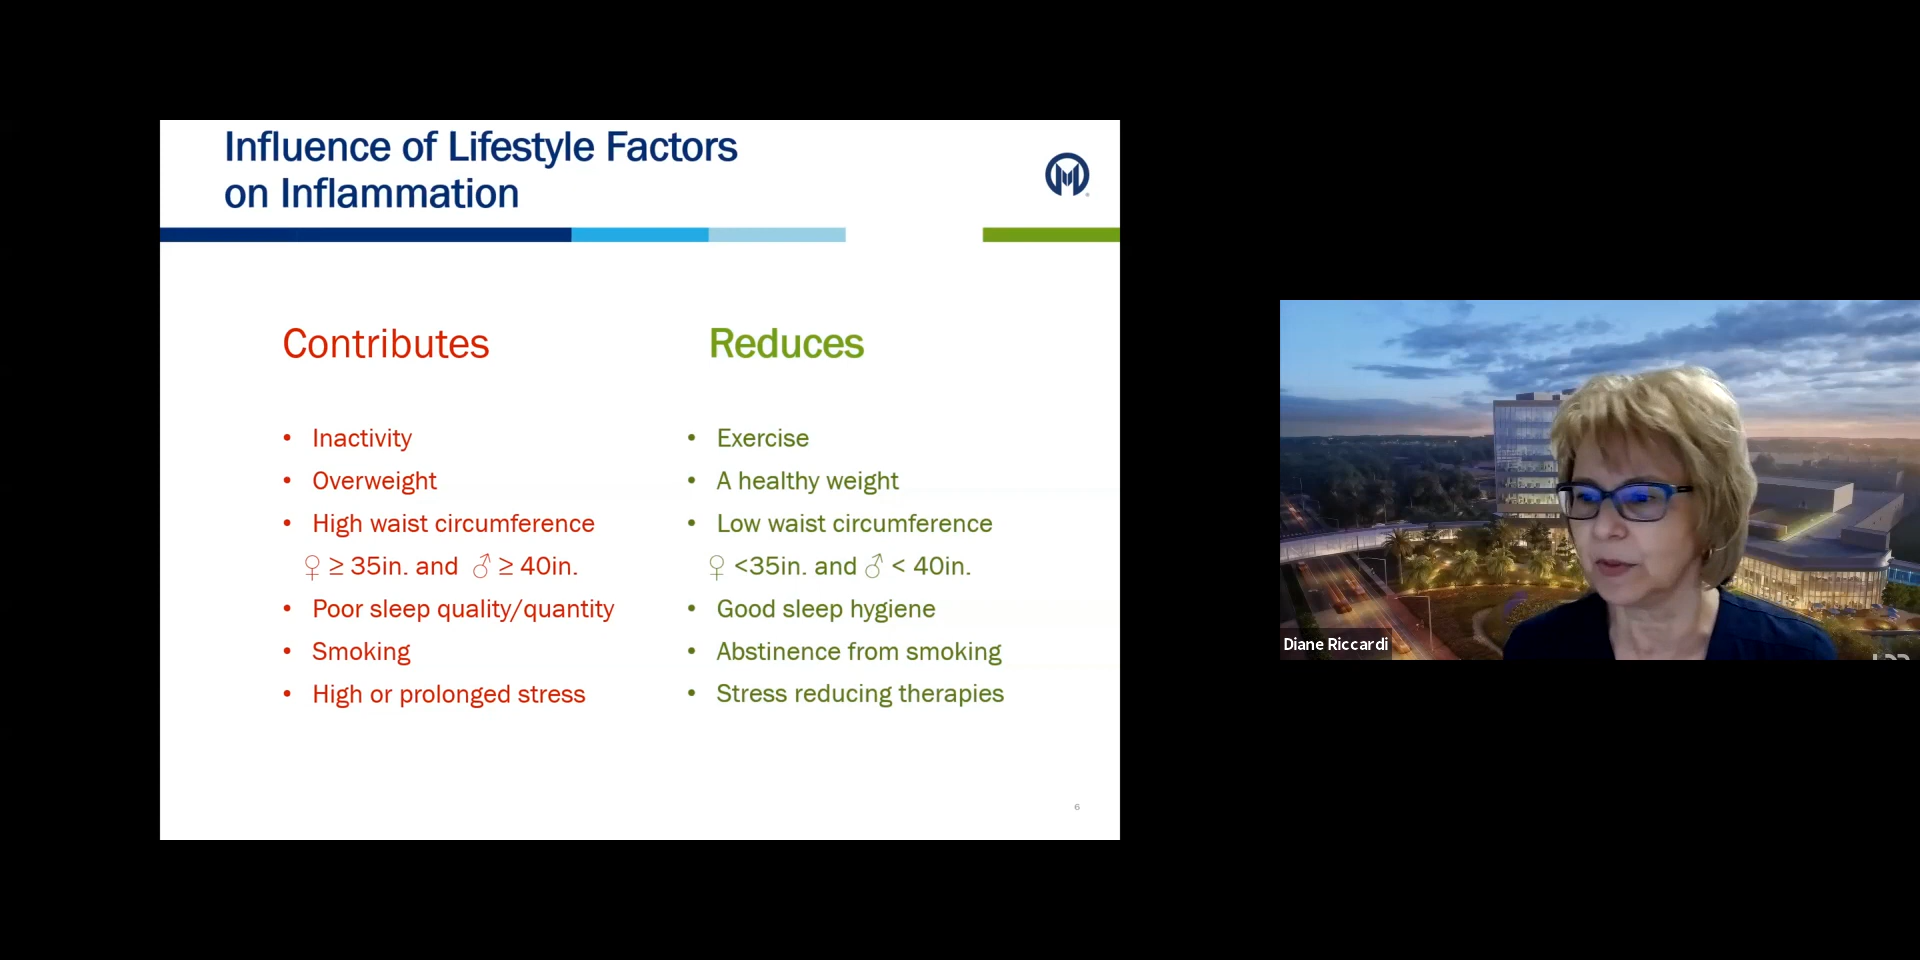 Influence of Lifestyle Factors
on Inflammation
Contributes
• Inactivity
• Overweight
• High waist circumference
♀ ≥ 35in. and ♂ ≥ 40in.
• Poor sleep quality/quantity
• Smoking
• High or prolonged stress
Reduces
• Exercise
• A healthy weight
• Low waist circumference
♀ <35in. and ♂ < 40in.
• Good sleep hygiene
• Abstinence from smoking
• Stress reducing therapies
6
Diane Riccardi